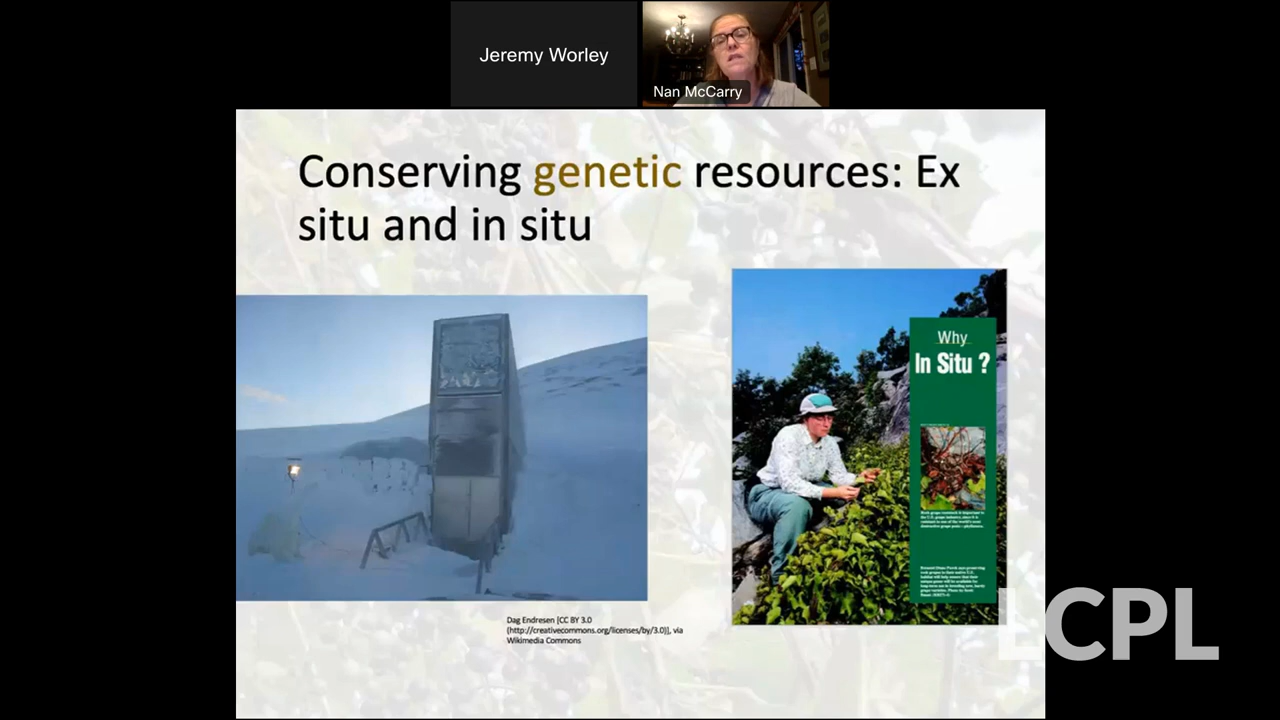 Jeremy Worley
Nan McCarry
Conserving genetic resources: Ex
situ and in situ
Why
In Situ ?
Dag Endresen [CC BY 3.0
(http://creativecommons.org/licenses/by/3.0)], via
Wikimedia Commons
LCPL